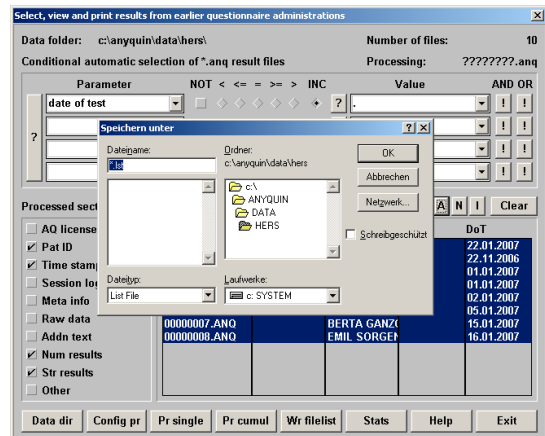 Select, view and print results from earlier questionnaire administrations
Data folder: c:\anyquin\data\hers\ Number of files: 10
Conditional automatic selection of *.anq result files Processing: ????????.anq
Parameter NOT < <= = >= > INC Value AND OR
date of test ? . ! !
Speichern unter
! !
?
Dateiname: Ordner: OK
*.lst c:\anyquin\data\hers
Abbrechen
! !
c:\
ANYQUIN
DATA
HERS
Netzwerk...
Processed sect A N I Clear
Schreibgeschützt
AQ license DoT
Pat ID 22.01.2007
22.11.2006
Time stam 01.01.2007
Session lo 01.01.2007
Dateityp: Laufwerke:
Meta info 02.01.2007
List File c: SYSTEM
05.01.2007
Raw data 00000007.ANQ BERTA GANZ 15.01.2007
Addn text 00000008.ANQ EMIL SORGEN 16.01.2007
Num results
Str results
Other
Data dir Config pr Pr single Pr cumul Wr filelist Stats Help Exit